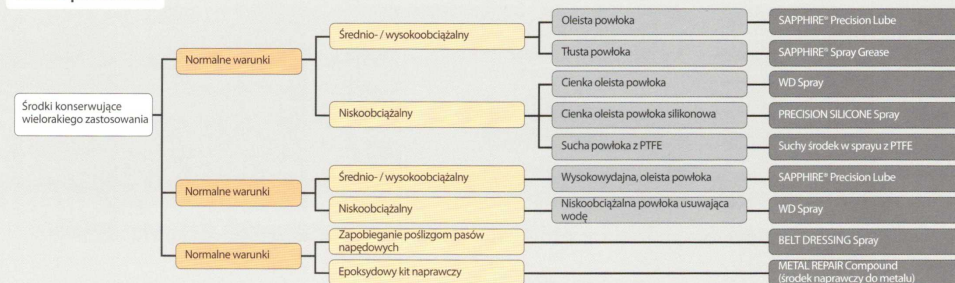 Środki konserwujące
wielorakiego zastosowania
Normalne warunki
Średnio- / wysokoobciążalny
Oleista powłoka
SAPPHIRE® Precision Lube
Tłusta powłoka
SAPPHIRE® Spray Grease
Niskoobciążalny
Cienka oleista powłoka
WD Spray
Cienka oleista powłoka silikonowa
PRECISION SILICONE Spray
Sucha powłoka z PTFE
Suchy środek w sprayu z PTFE
Normalne warunki
Średnio- / wysokoobciążalny
Wysokowydajna, oleista powłoka
SAPPHIRE® Precision Lube
Niskoobciążalny
Niskoobciążalna powłoka usuwająca
wodę
WD Spray
Normalne warunki
Zapobieganie poślizgom pasów
napędowych
BELT DRESSING Spray
Epoksydowy kit naprawczy
METAL REPAIR Compound
(środek naprawczy do metalu)